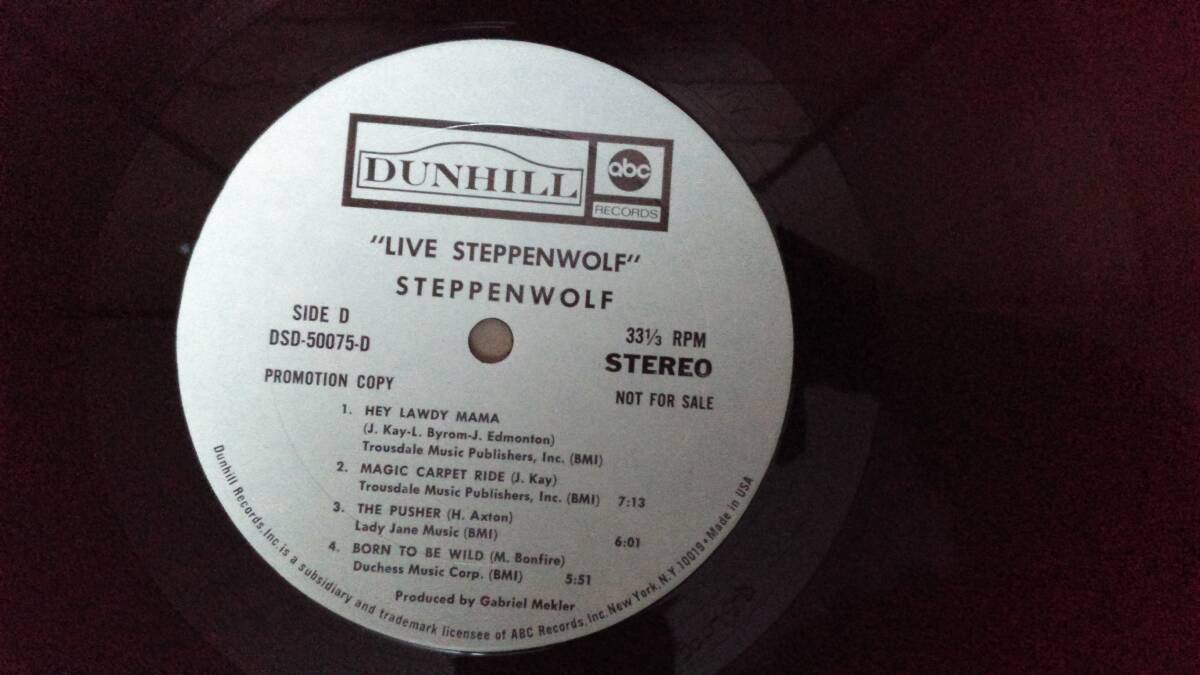 DUNHILL
abc
RECORDS
"LIVE STEPPENWOLF"
STEPPENWOLF
SIDE D
DSD-50075-D
PROMOTION COPY
33⅓ RPM
STEREO
NOT FOR SALE
1. HEY LAWDY MAMA
(J. Kay-L. Byrom-J. Edmonton)
Trousdale Music Publishers, Inc. (BMI)
2. MAGIC CARPET RIDE (J. Kay)
Trousdale Music Publishers, Inc. (BMI) 7:13
3. THE PUSHER (H. Axton)
Lady Jane Music (BMI) 6:01
4. BORN TO BE WILD (M. Bonfire)
Duchess Music Corp. (BMI) 5:51
Produced by Gabriel Mekler
Dunhill Records, Inc. is a subsidiary and trademark licensee of ABC Records, Inc. New York, N.Y. 10019 • Made in USA